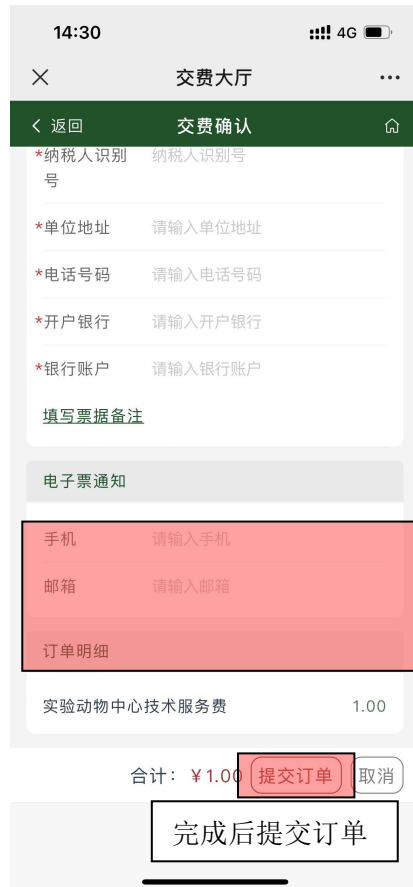 14:30 4G
交费大厅
返回 交费确认
*纳税人识别号 纳税人识别号
*单位地址 请输入单位地址
*电话号码 请输入电话号码
*开户银行 请输入开户银行
*银行账户 请输入银行账户
填写票据备注
电子票通知
手机 请输入手机
邮箱 请输入邮箱
订单明细
实验动物中心技术服务费 1.00
合计：￥1.00 提交订单 取消
完成后提交订单